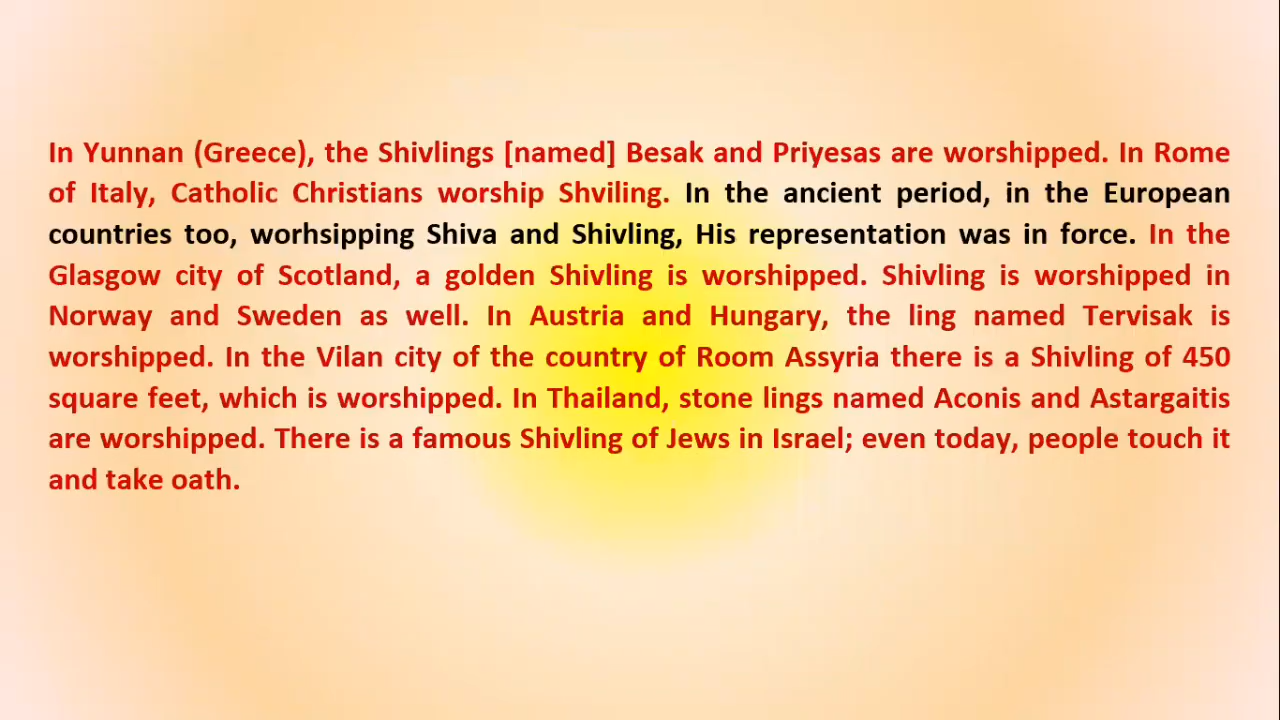 In Yunnan (Greece), the Shivlings [named] Besak and Priyesas are worshipped. In Rome
of Italy, Catholic Christians worship Shviling. In the ancient period, in the European
countries too, worhsipping Shiva and Shivling, His representation was in force. In the
Glasgow city of Scotland, a golden Shivling is worshipped. Shivling is worshipped in
Norway and Sweden as well. In Austria and Hungary, the ling named Tervisak is
worshipped. In the Vilan city of the country of Room Assyria there is a Shivling of 450
square feet, which is worshipped. In Thailand, stone lings named Aconis and Astargaitis
are worshipped. There is a famous Shivling of Jews in Israel; even today, people touch it
and take oath.